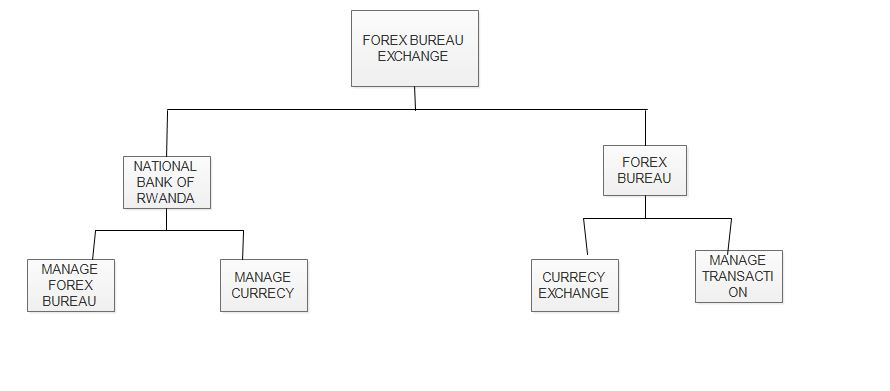 FOREX BUREAU
EXCHANGE
NATIONAL
BANK OF
RWANDA
FOREX
BUREAU
MANAGE
FOREX
BUREAU
MANAGE
CURRECY
CURRECY
EXCHANGE
MANAGE
TRANSACTI
ON